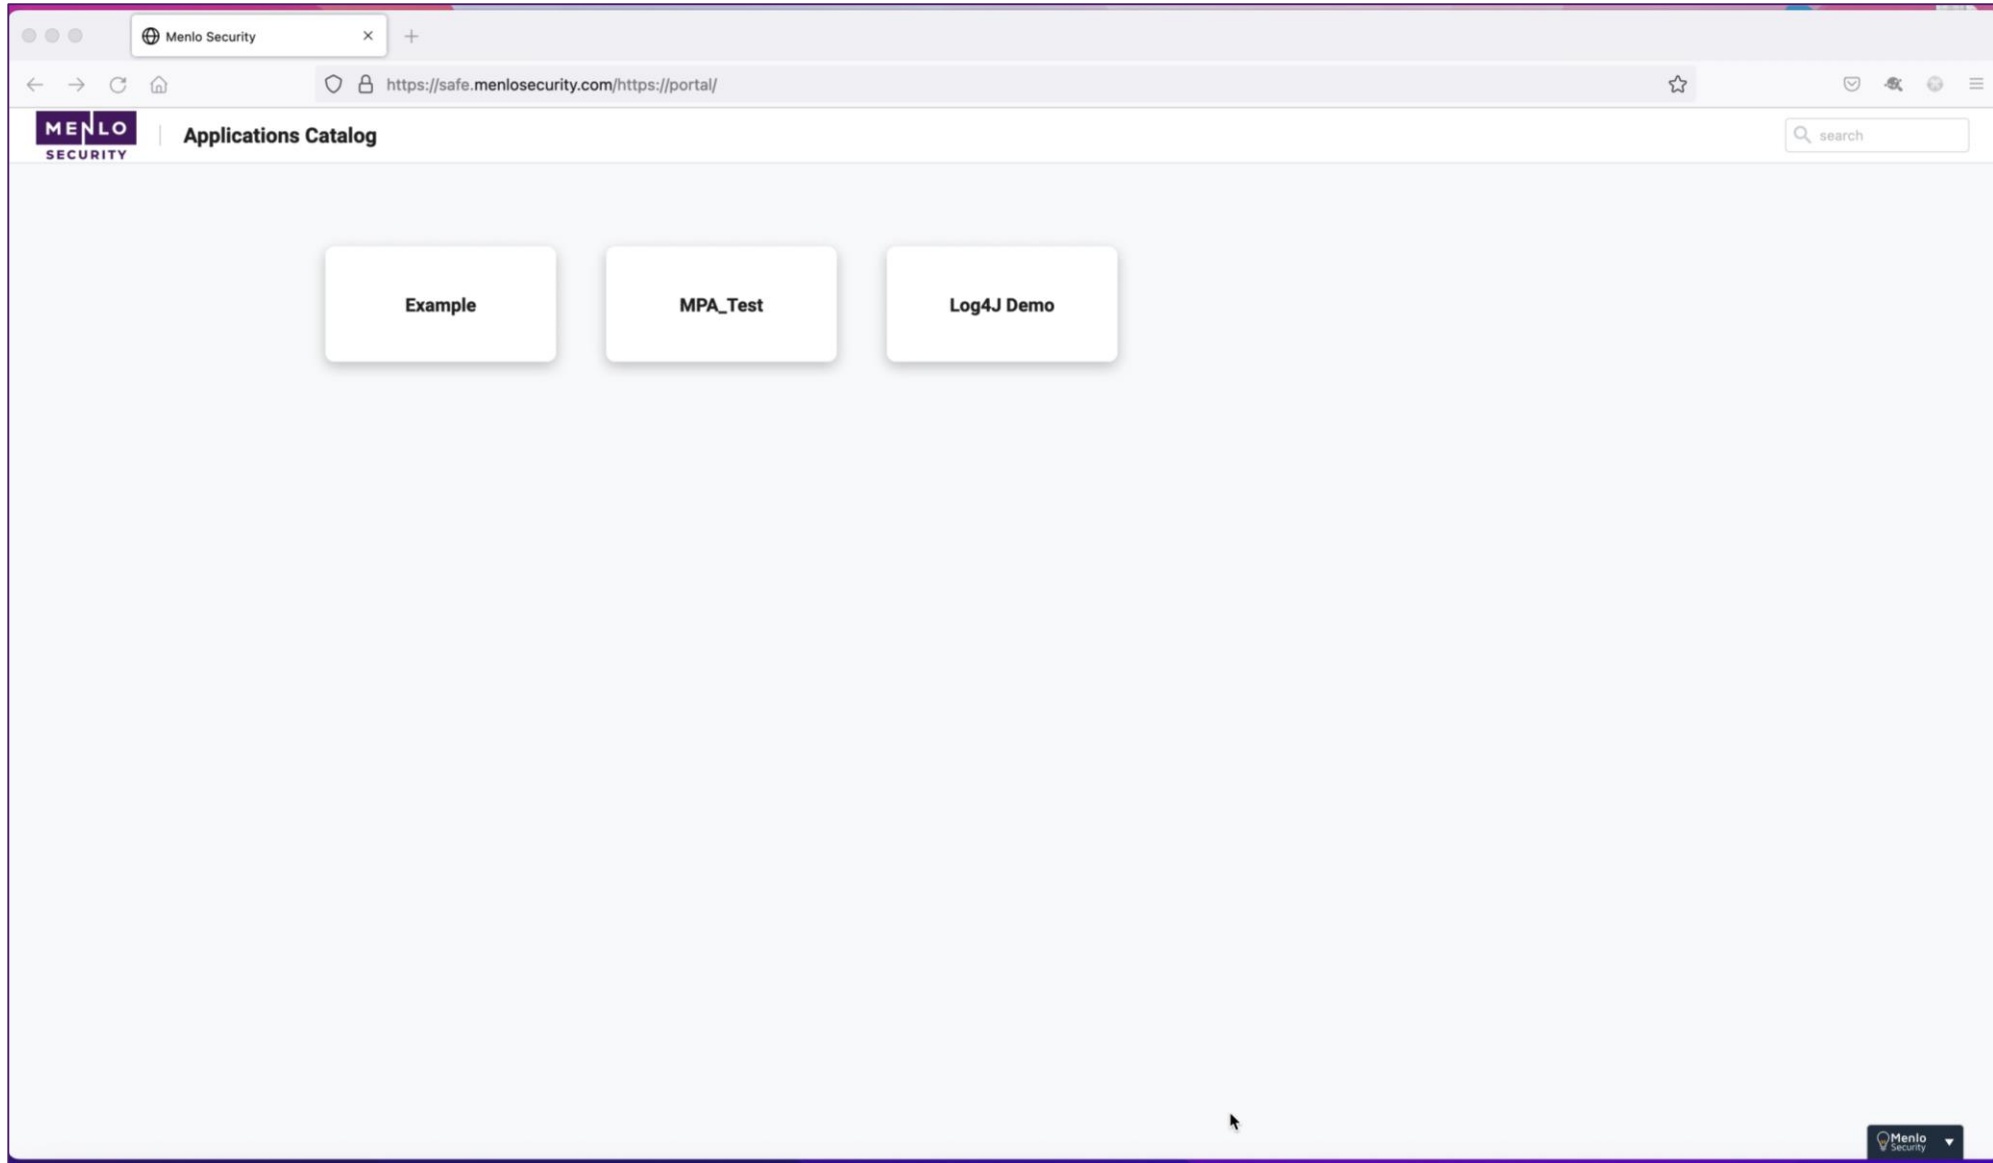 Menlo Security
https://safe.menlosecurity.com/https://portal/
MENLO
SECURITY
Applications Catalog
search
Example
MPA_Test
Log4J Demo
Menlo
Security